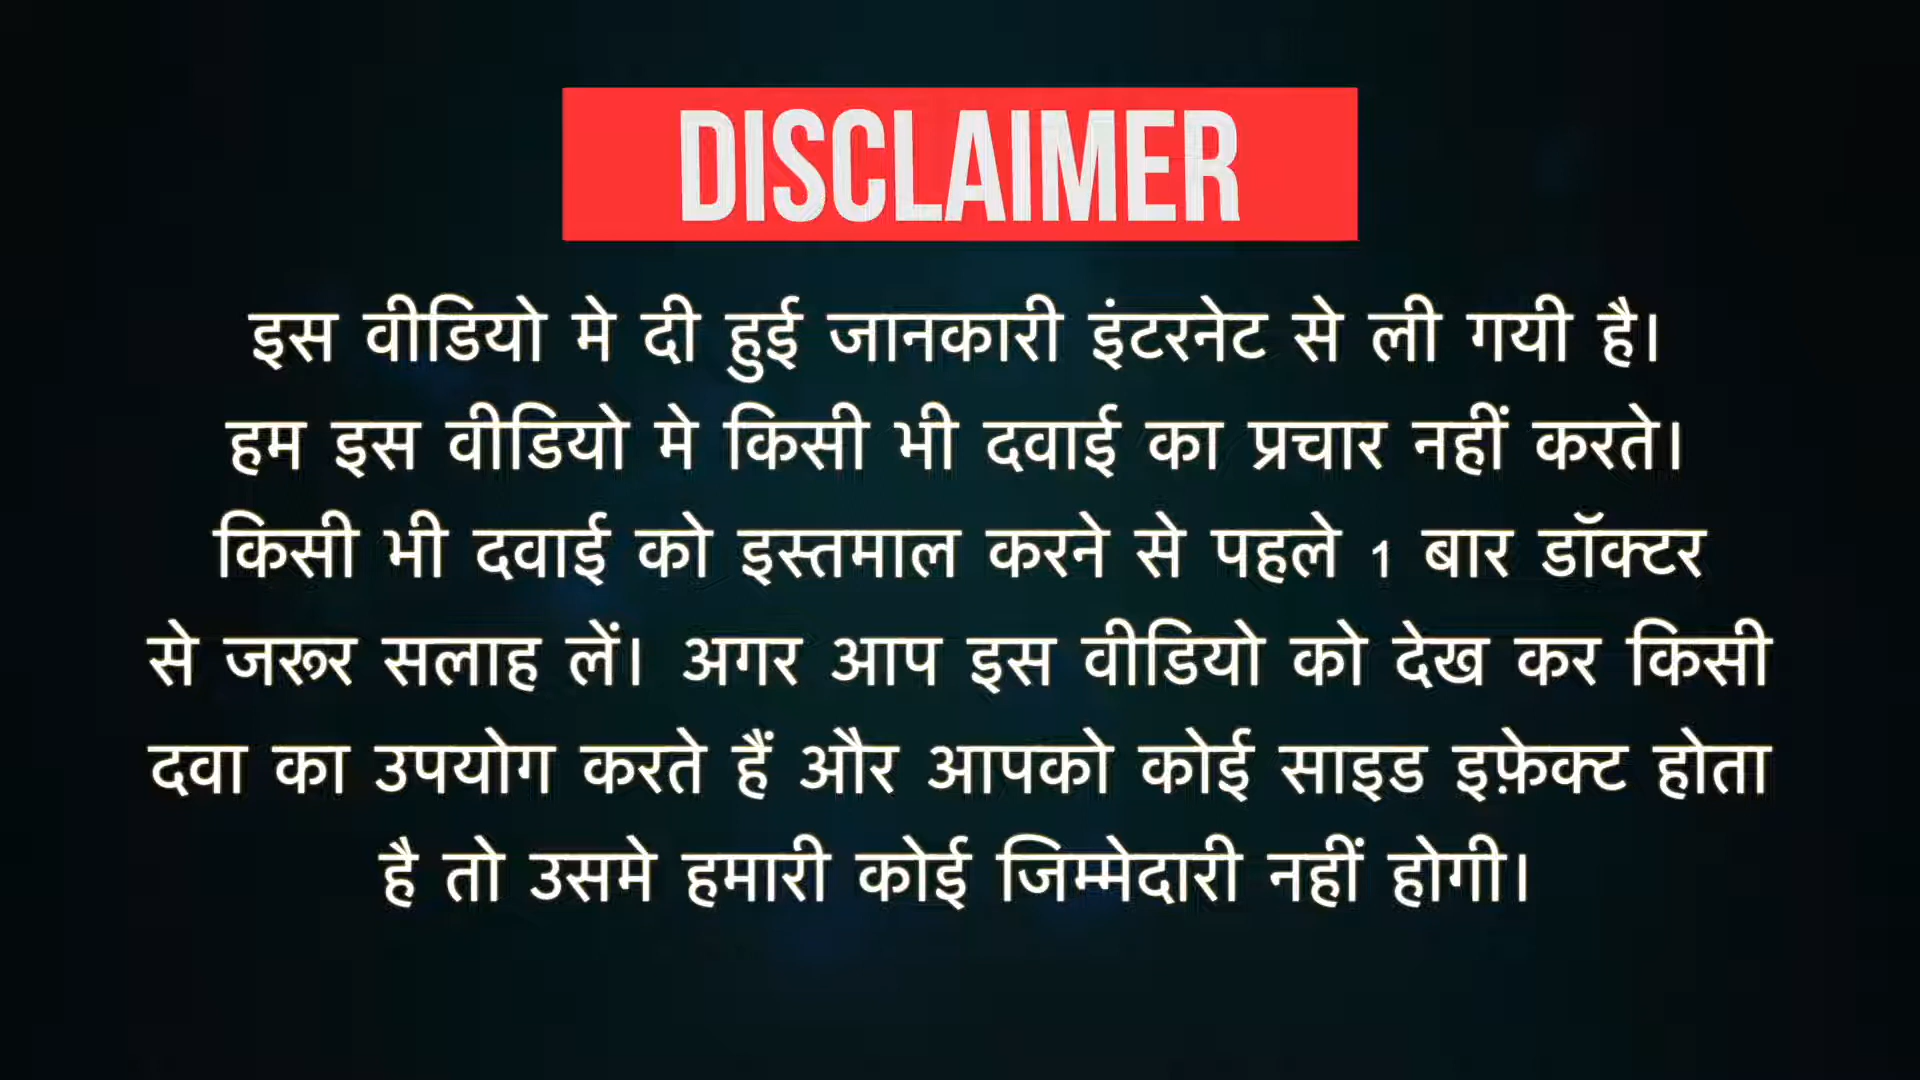 DISCLAIMER
इस वीडियो मे दी हुई जानकारी इंटरनेट से ली गयी है।
हम इस वीडियो मे किसी भी दवाई का प्रचार नहीं करते।
किसी भी दवाई को इस्तमाल करने से पहले 1 बार डॉक्टर
से जरूर सलाह लें। अगर आप इस वीडियो को देख कर किसी
दवा का उपयोग करते हैं और आपको कोई साइड इफ़ेक्ट होता
है तो उसमे हमारी कोई जिम्मेदारी नहीं होगी।